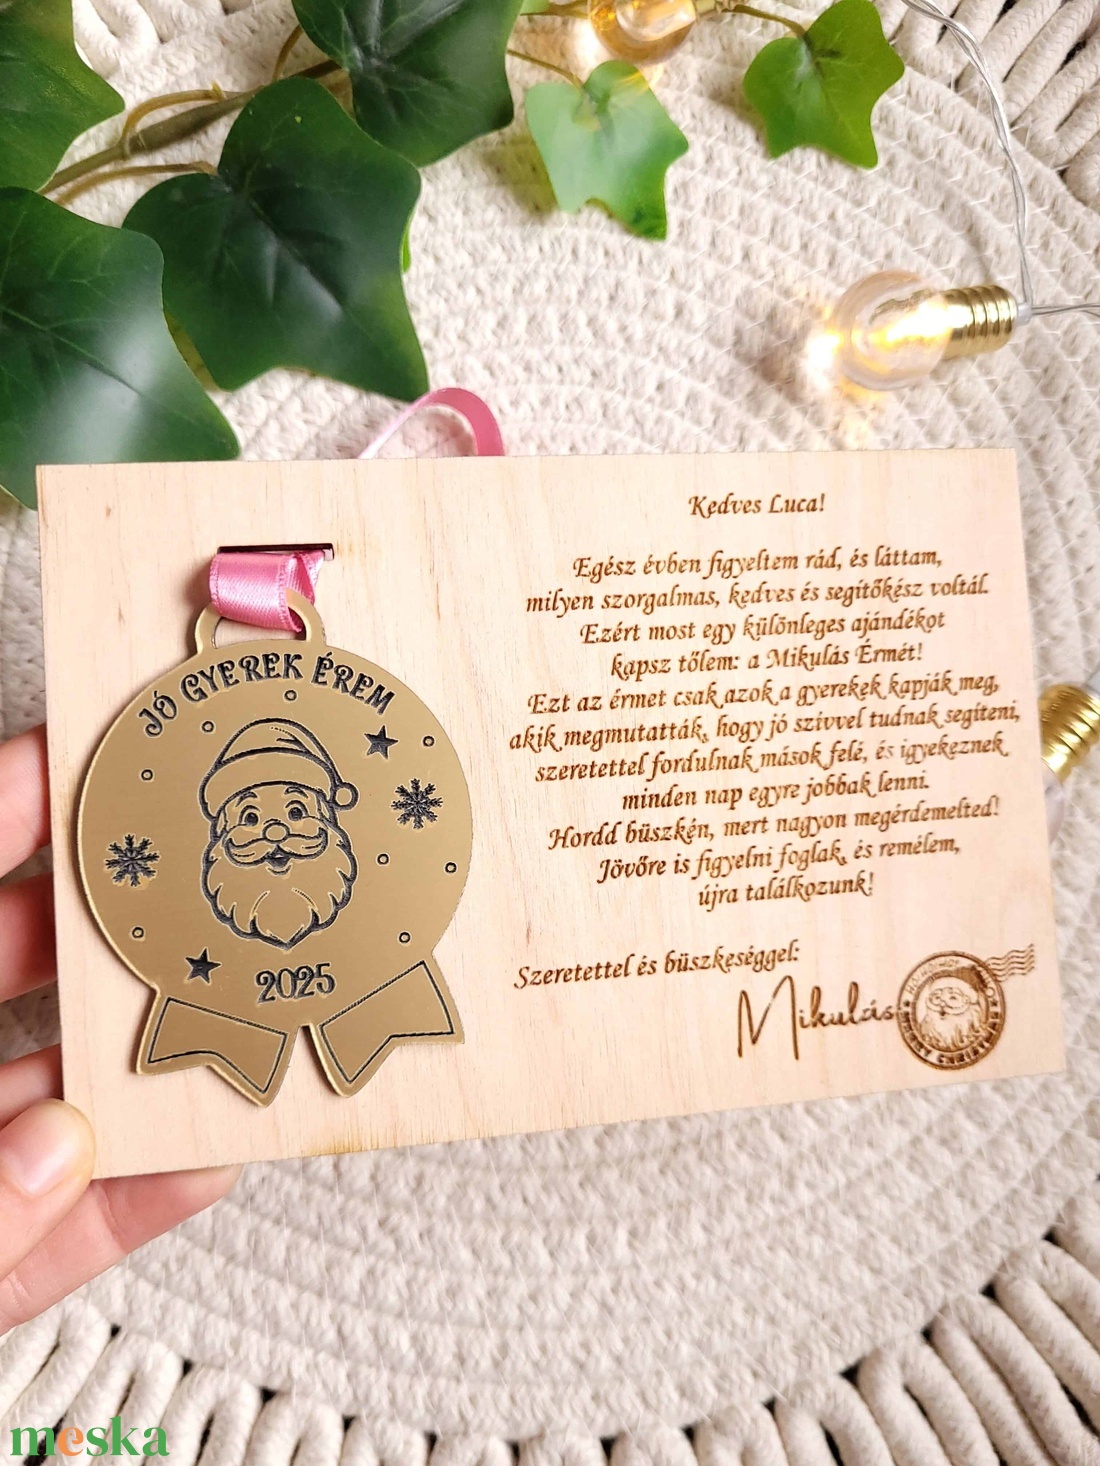 JÓ GYEREK ÉREM
2025
Kedves Luca!
Egész évben figyeltem rád, és láttam,
milyen szorgalmas, kedves és segítőkész voltál.
Ezért most egy különleges ajándékot
kapsz tőlem: a Mikulás Érmét!
Ezt az érmet csak azok a gyerekek kapják meg,
akik megmutatták, hogy jó szívvel tudnak segíteni,
szeretettel fordulnak mások felé, és igyekeznek
minden nap egyre jobbak lenni.
Hordd büszkén, mert nagyon megérdemelted!
Jövőre is figyelni foglak, és remélem,
újra találkozunk!
Szeretettel és büszkeséggel:
Mikulás
MERRY CHRISTMAS
meska